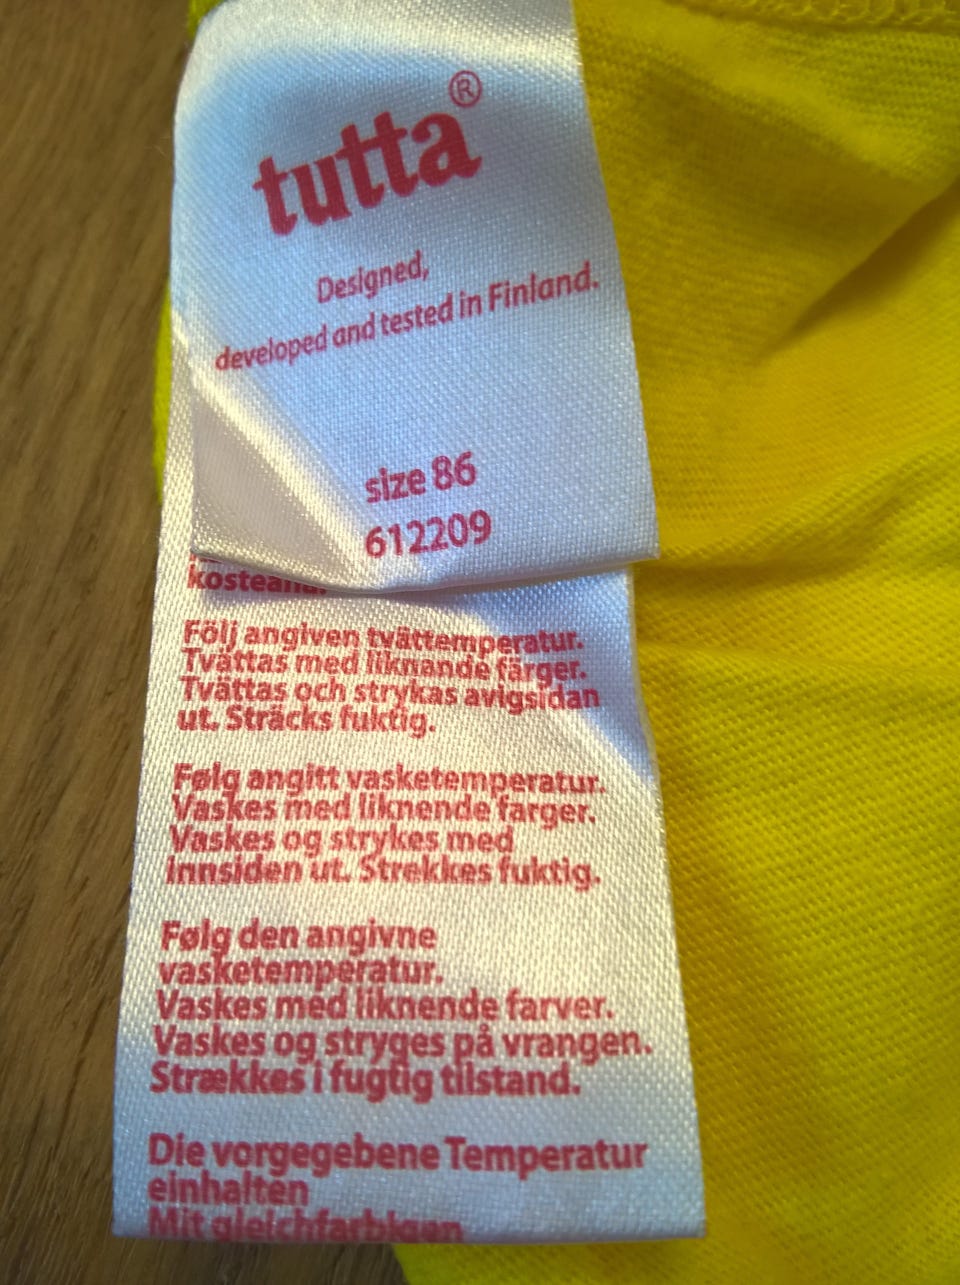 tutta®
Designed,
developed and tested in Finland.
size 86
612209
kosteana.
Följ angiven tvättemperatur.
Tvättas med liknande färger.
Tvättas och strykas avigsidan
ut. Sträcks fuktig.
Følg angitt vasketemperatur.
Vaskes med liknende farger.
Vaskes og strykes med
innsiden ut. Strekkes fuktig.
Følg den angivne
vasketemperatur.
Vaskes med liknende farver.
Vaskes og stryges på vrangen.
Strækkes i fugtig tilstand.
Die vorgegebene Temperatur
einhalten
Mit gleichfarbigen